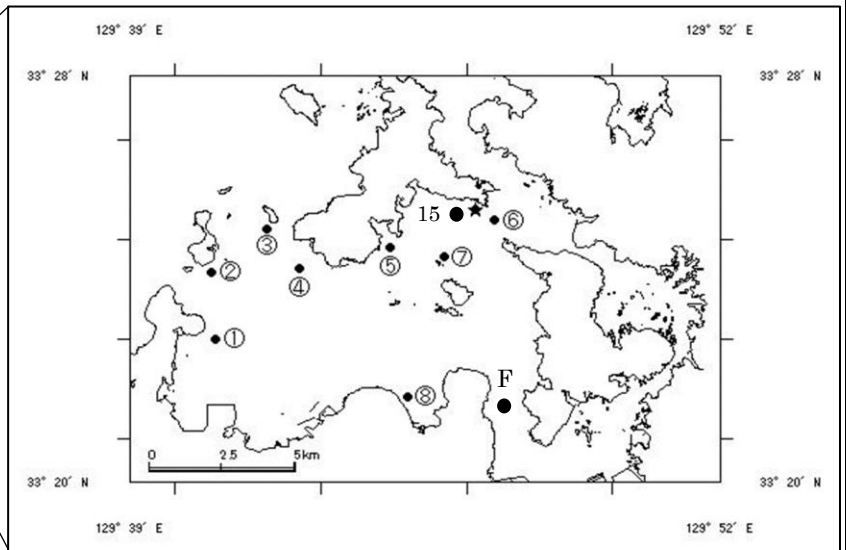 129° 39′ E 129° 52′ E
33° 28′ N 33° 28′ N
15
⑥
③
② ⑤ ⑦
④
①
F
⑧
0 2.5 5km
33° 20′ N 33° 20′ N
129° 39′ E 129° 52′ E